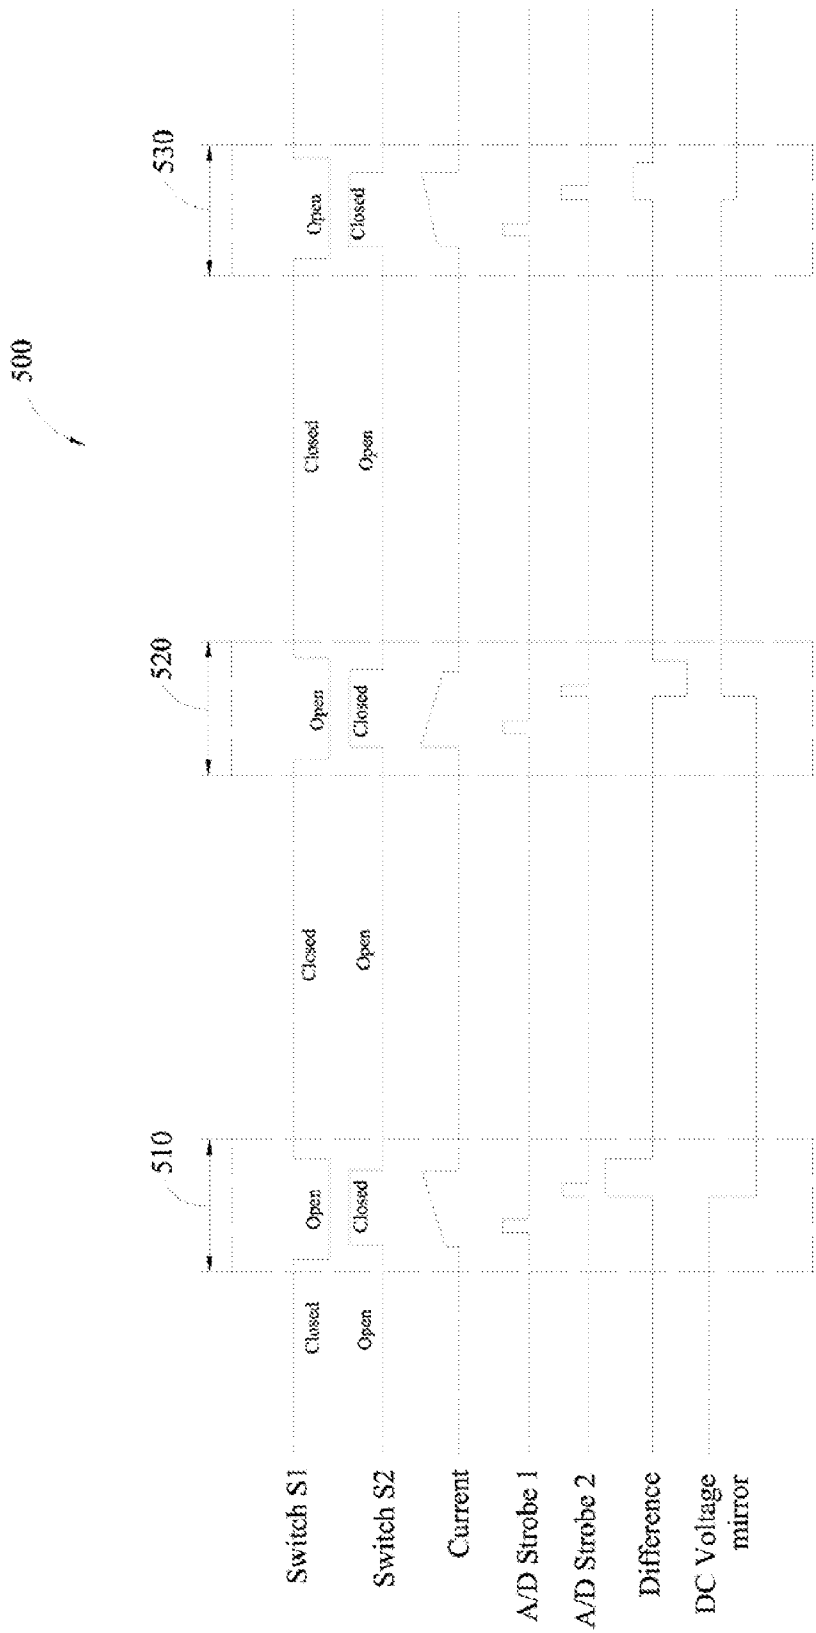 500
510
520
530
Switch S1
Closed
Open
Closed
Open
Closed
Open
Switch S2
Open
Closed
Open
Closed
Open
Closed
Current
A/D Strobe 1
A/D Strobe 2
Difference
DC Voltage
mirror